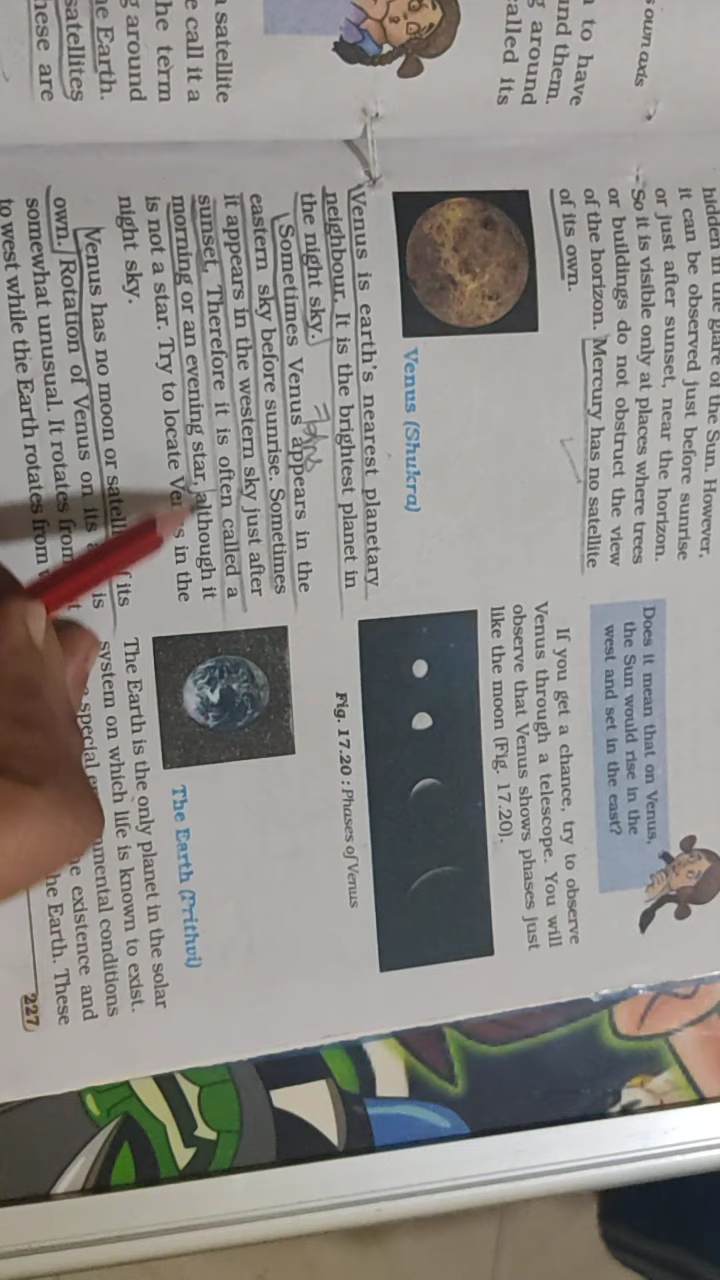 s own axis
to have
und them.
g around
called its
satellite
e call it a
he term
g around
he Earth.
satellites
hese are
hidden in the glare of the Sun. However,
it can be observed just before sunrise
or just after sunset, near the horizon.
So it is visible only at places where trees
or buildings do not obstruct the view
of the horizon. Mercury has no satellite
of its own.
Venus (Shukra)
Venus is earth's nearest planetary
neighbour. It is the brightest planet in
the night sky.
Sometimes Venus appears in the
eastern sky before sunrise. Sometimes
it appears in the western sky just after
sunset. Therefore it is often called a
morning or an evening star, although it
is not a star. Try to locate Ve s in the
night sky.
Venus has no moon or satell f its
own. Rotation of Venus on its a is
somewhat unusual. It rotates from t
to west while the Earth rotates from
Does it mean that on Venus,
the Sun would rise in the
west and set in the east?
If you get a chance, try to observe
Venus through a telescope. You will
observe that Venus shows phases just
like the moon (Fig. 17.20).
Fig. 17.20 : Phases of Venus
The Earth (Prithvi)
The Earth is the only planet in the solar
system on which life is known to exist.
special nmental conditions
e existence and
he Earth. These
227